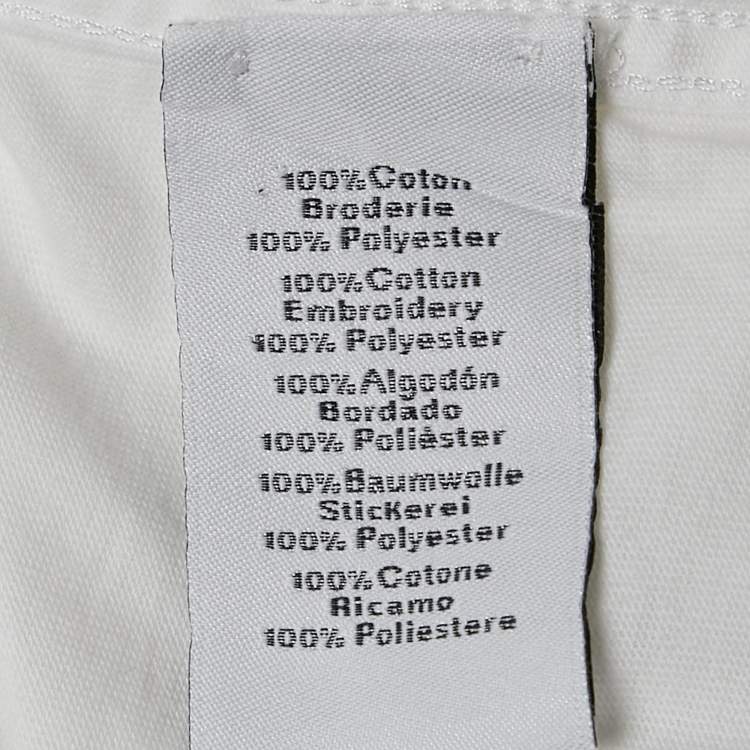 100% Coton
Broderie
100% Polyester
100% Cotton
Embroidery
100% Polyester
100% Algodón
Bordado
100% Polièster
100% Baumwolle
Stickerei
100% Polyester
100% Cotone
Ricamo
100% Poliestere